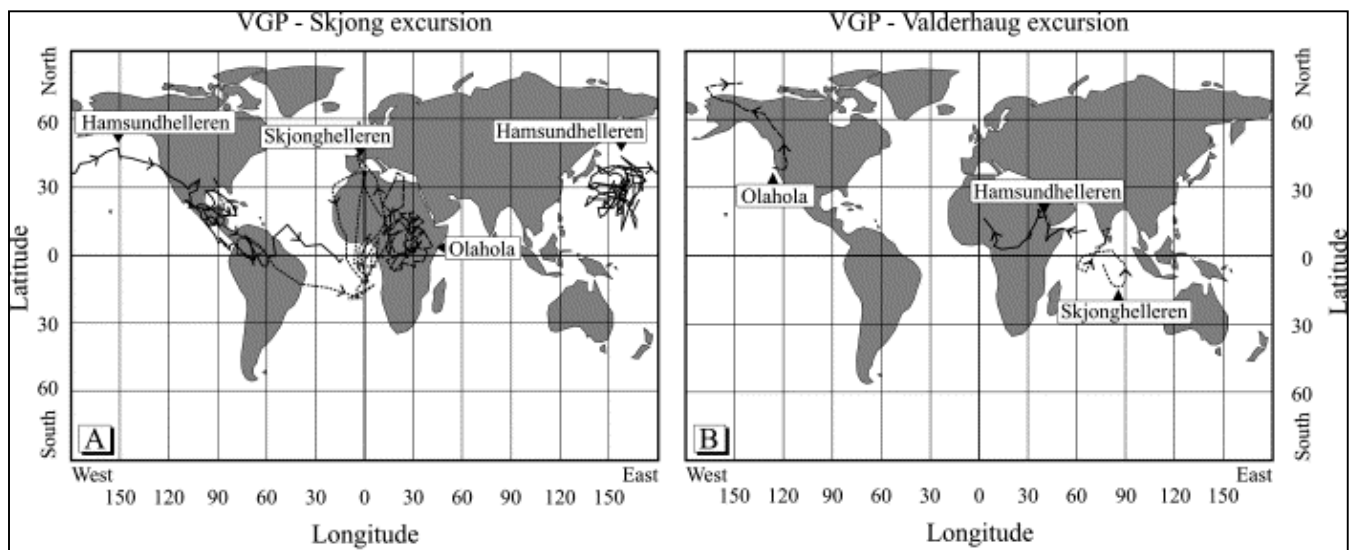 VGP - Skjong excursion
VGP - Valderhaug excursion
North
60
30
0
30
60
South
Latitude
Hamsundhelleren
Skjonghelleren
Hamsundhelleren
Olahola
A
West
East
150 120 90 60 30 0 30 60 90 120 150
Longitude
Olahola
Hamsundhelleren
Skjonghelleren
B
North
60
30
0
30
60
South
Latitude
West
East
150 120 90 60 30 0 30 60 90 120 150
Longitude